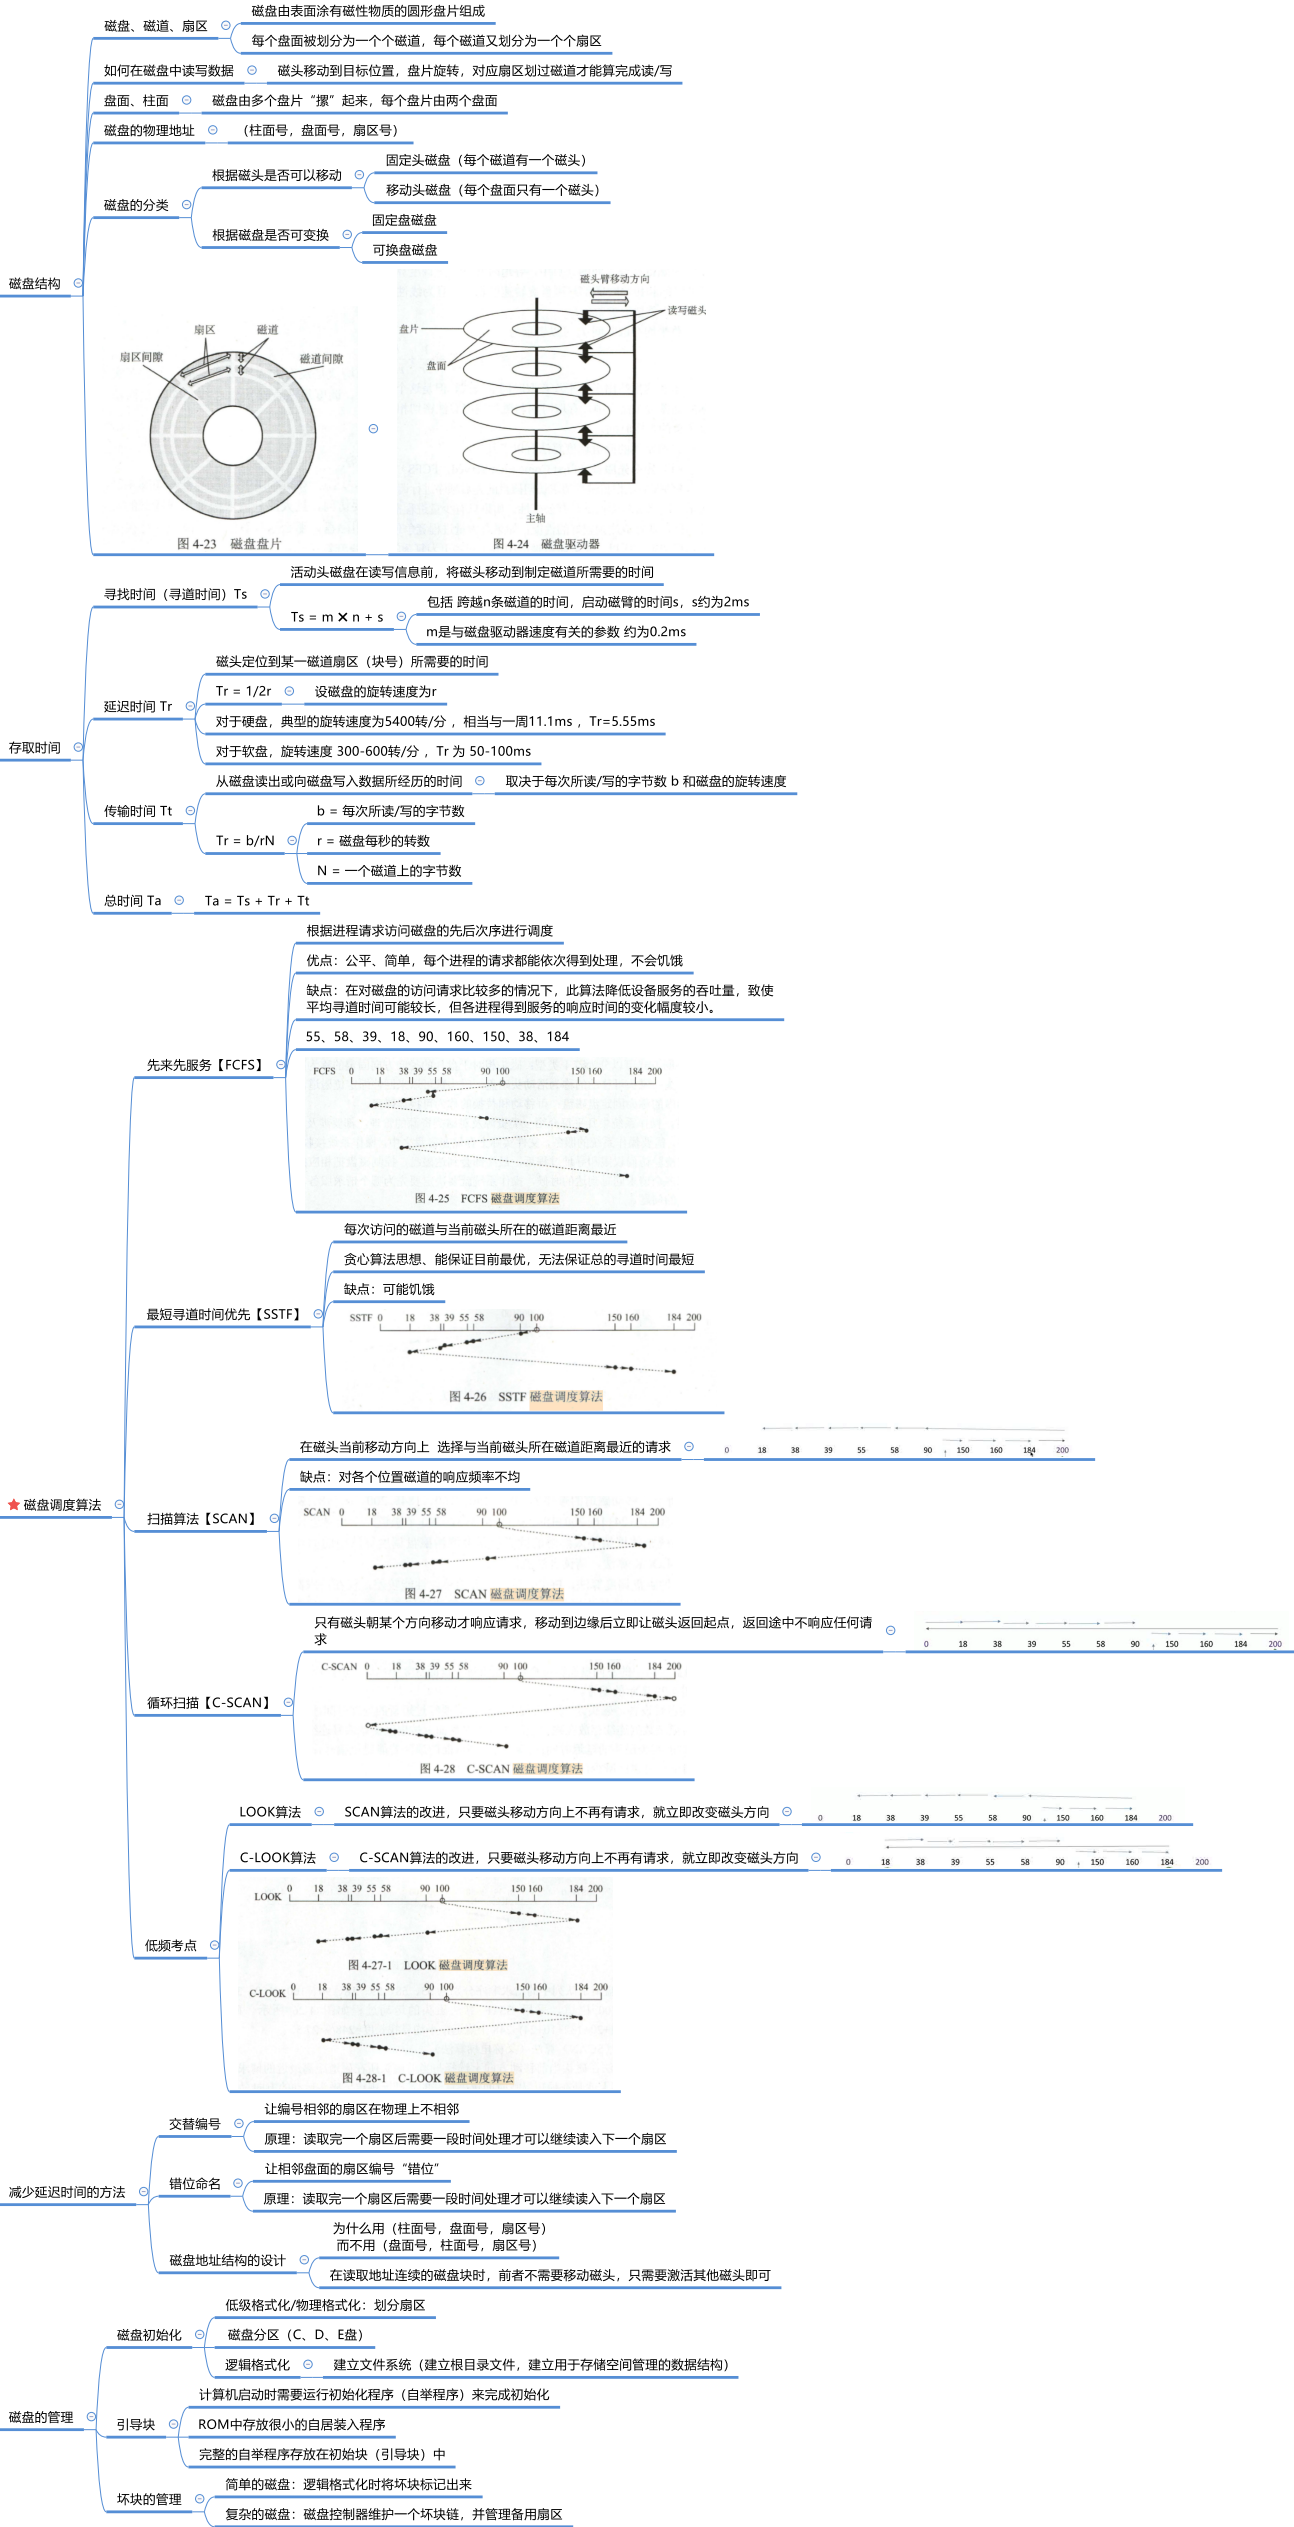 磁盘结构
磁盘、磁道、扇区
磁盘由表面涂有磁性物质的圆形盘片组成
每个盘面被划分为一个个磁道，每个磁道又划分为一个个扇区
如何在磁盘中读写数据
磁头移动到目标位置，盘片旋转，对应扇区划过磁道才能算完成读/写
盘面、柱面
磁盘由多个盘片“摞”起来，每个盘片由两个盘面
磁盘的物理地址
（柱面号，盘面号，扇区号）
磁盘的分类
根据磁头是否可以移动
固定头磁盘（每个磁道有一个磁头）
移动头磁盘（每个盘面只有一个磁头）
根据磁盘是否可变换
固定盘磁盘
可换盘磁盘
扇区
磁道
扇区间隙
磁道间隙
图 4-23 磁盘盘片
磁头臂移动方向
读写磁头
盘片
盘面
主轴
图 4-24 磁盘驱动器
存取时间
寻找时间（寻道时间）Ts
活动头磁盘在读写信息前，将磁头移动到制定磁道所需要的时间
Ts = m ✕ n + s
包括 跨越n条磁道的时间，启动磁臂的时间s，s约为2ms
m是与磁盘驱动器速度有关的参数 约为0.2ms
延迟时间 Tr
磁头定位到某一磁道扇区（块号）所需要的时间
Tr = 1/2r
设磁盘的旋转速度为r
对于硬盘，典型的旋转速度为5400转/分 ，相当与一周11.1ms ，Tr=5.55ms
对于软盘，旋转速度 300-600转/分 ，Tr 为 50-100ms
传输时间 Tt
从磁盘读出或向磁盘写入数据所经历的时间
取决于每次所读/写的字节数 b 和磁盘的旋转速度
Tr = b/rN
b = 每次所读/写的字节数
r = 磁盘每秒的转数
N = 一个磁道上的字节数
总时间 Ta
Ta = Ts + Tr + Tt
磁盘调度算法
先来先服务【FCFS】
根据进程请求访问磁盘的先后次序进行调度
优点：公平、简单，每个进程的请求都能依次得到处理，不会饥饿
缺点：在对磁盘的访问请求比较多的情况下，此算法降低设备服务的吞吐量，致使
平均寻道时间可能较长，但各进程得到服务的响应时间的变化幅度较小。
55、58、39、18、90、160、150、38、184
FCFS 0 18 38 39 55 58 90 100 150 160 184 200
图 4-25 FCFS 磁盘调度算法
最短寻道时间优先【SSTF】
每次访问的磁道与当前磁头所在的磁道距离最近
贪心算法思想、能保证目前最优，无法保证总的寻道时间最短
缺点：可能饥饿
SSTF 0 18 38 39 55 58 90 100 150 160 184 200
图 4-26 SSTF 磁盘调度算法
扫描算法【SCAN】
在磁头当前移动方向上 选择与当前磁头所在磁道距离最近的请求
0 18 38 39 55 58 90 150 160 184 200
缺点：对各个位置磁道的响应频率不均
SCAN 0 18 38 39 55 58 90 100 150 160 184 200
图 4-27 SCAN 磁盘调度算法
循环扫描【C-SCAN】
只有磁头朝某个方向移动才响应请求，移动到边缘后立即让磁头返回起点，返回途中不响应任何请
求
0 18 38 39 55 58 90 150 160 184 200
C-SCAN 0 18 38 39 55 58 90 100 150 160 184 200
图 4-28 C-SCAN 磁盘调度算法
低频考点
LOOK算法
SCAN算法的改进，只要磁头移动方向上不再有请求，就立即改变磁头方向
0 18 38 39 55 58 90 150 160 184 200
C-LOOK算法
C-SCAN算法的改进，只要磁头移动方向上不再有请求，就立即改变磁头方向
0 18 38 39 55 58 90 150 160 184 200
LOOK 0 18 38 39 55 58 90 100 150 160 184 200
图 4-27-1 LOOK 磁盘调度算法
C-LOOK 0 18 38 39 55 58 90 100 150 160 184 200
图 4-28-1 C-LOOK 磁盘调度算法
减少延迟时间的方法
交替编号
让编号相邻的扇区在物理上不相邻
原理：读取完一个扇区后需要一段时间处理才可以继续读入下一个扇区
错位命名
让相邻盘面的扇区编号“错位”
原理：读取完一个扇区后需要一段时间处理才可以继续读入下一个扇区
磁盘地址结构的设计
为什么用（柱面号，盘面号，扇区号）
而不用（盘面号，柱面号，扇区号）
在读取地址连续的磁盘块时，前者不需要移动磁头，只需要激活其他磁头即可
磁盘的管理
磁盘初始化
低级格式化/物理格式化：划分扇区
磁盘分区（C、D、E盘）
逻辑格式化
建立文件系统（建立根目录文件，建立用于存储空间管理的数据结构）
引导块
计算机启动时需要运行初始化程序（自举程序）来完成初始化
ROM中存放很小的自居装入程序
完整的自举程序存放在初始块（引导块）中
坏块的管理
简单的磁盘：逻辑格式化时将坏块标记出来
复杂的磁盘：磁盘控制器维护一个坏块链，并管理备用扇区